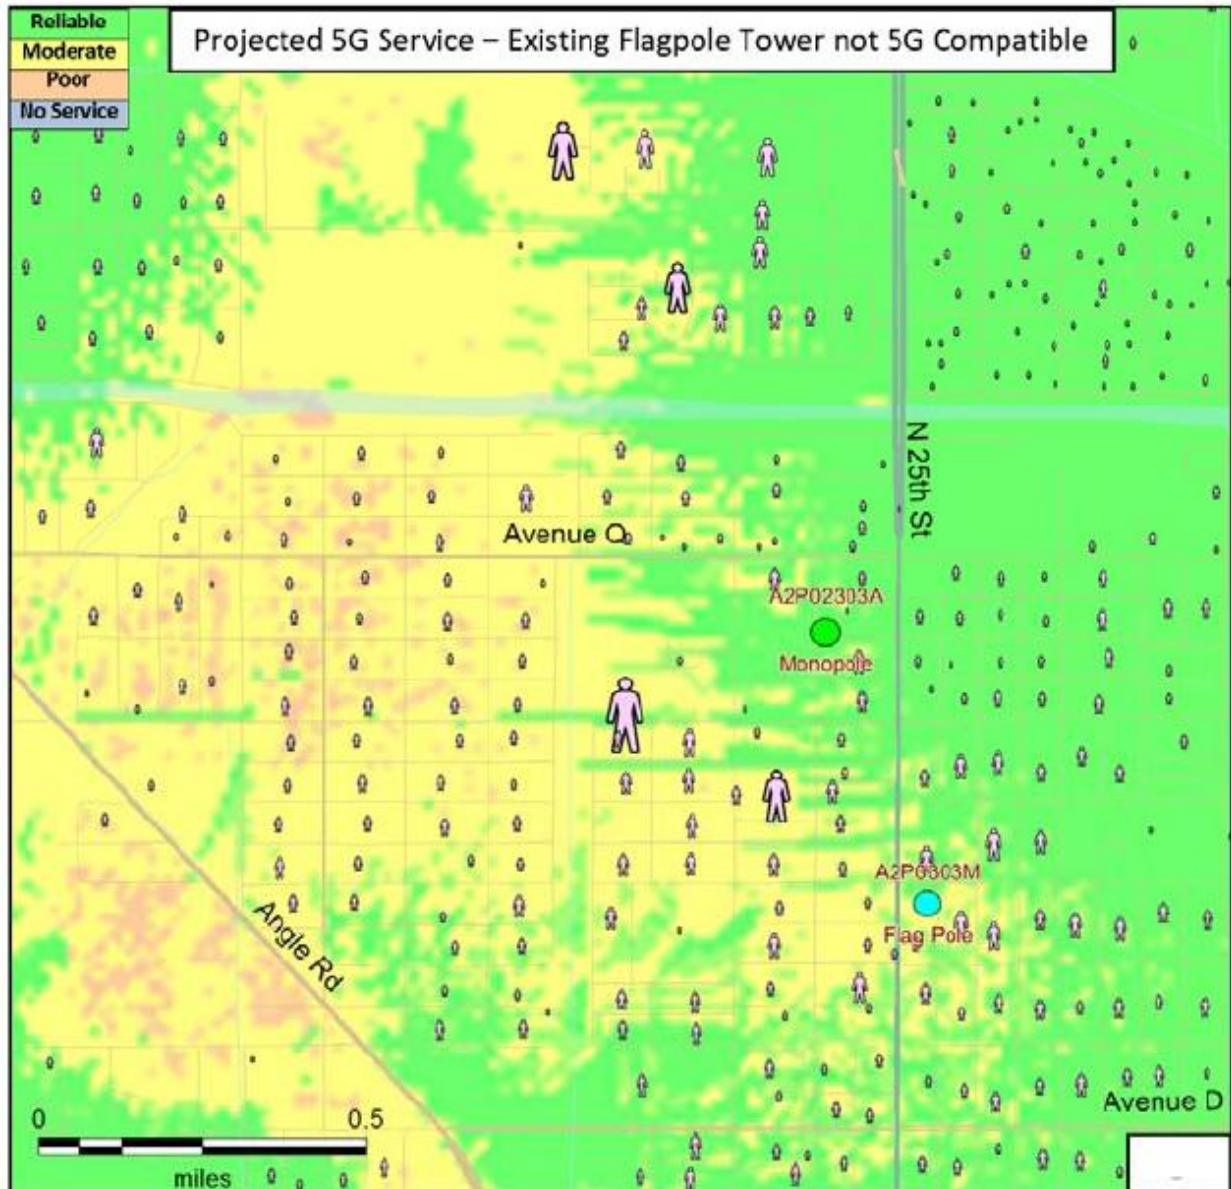 Reliable
Moderate
Poor
No Service
Projected 5G Service – Existing Flagpole Tower not 5G Compatible
N 25th St
Avenue Q
A2P02303A
Monopole
A2P0303M
Flag Pole
Angle Rd
Avenue D
0 0.5
miles